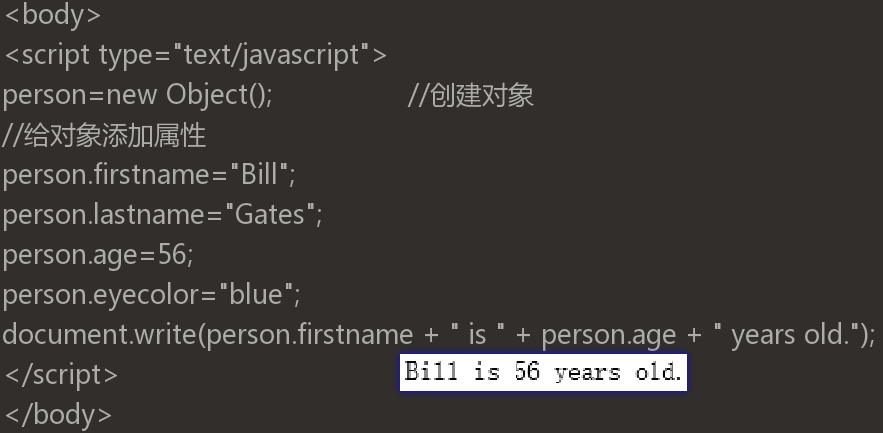 <body>
<script type="text/javascript">
person=new Object(); //创建对象
//给对象添加属性
person.firstname="Bill";
person.lastname="Gates";
person.age=56;
person.eyecolor="blue";
document.write(person.firstname + " is " + person.age + " years old.");
</script>
Bill is 56 years old.
</body>